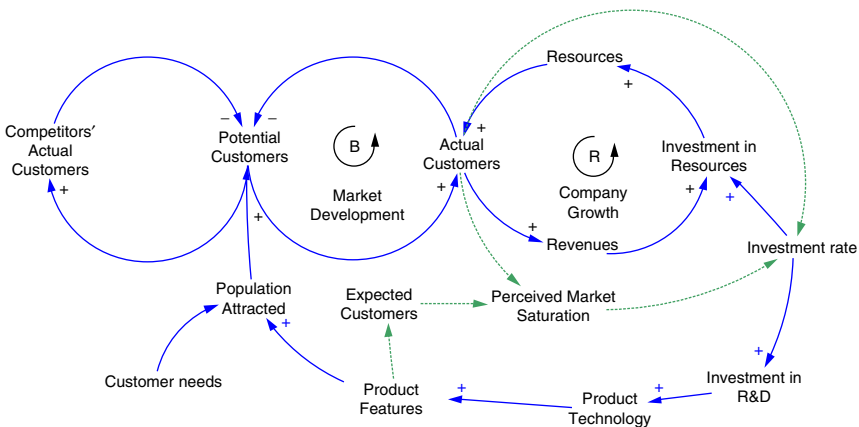 Resources
+
+
– –
Competitors'
Actual
Customers
+
Potential
Customers
B
Market
Development
Actual
Customers
+
+
R
Company
Growth
Investment in
Resources
+
+
+
Revenues
Investment rate
+
Population
Attracted
+
Expected
Customers
Perceived Market
Saturation
Customer needs
Product
Features
+
Product
Technology
+
Investment in
R&D
+